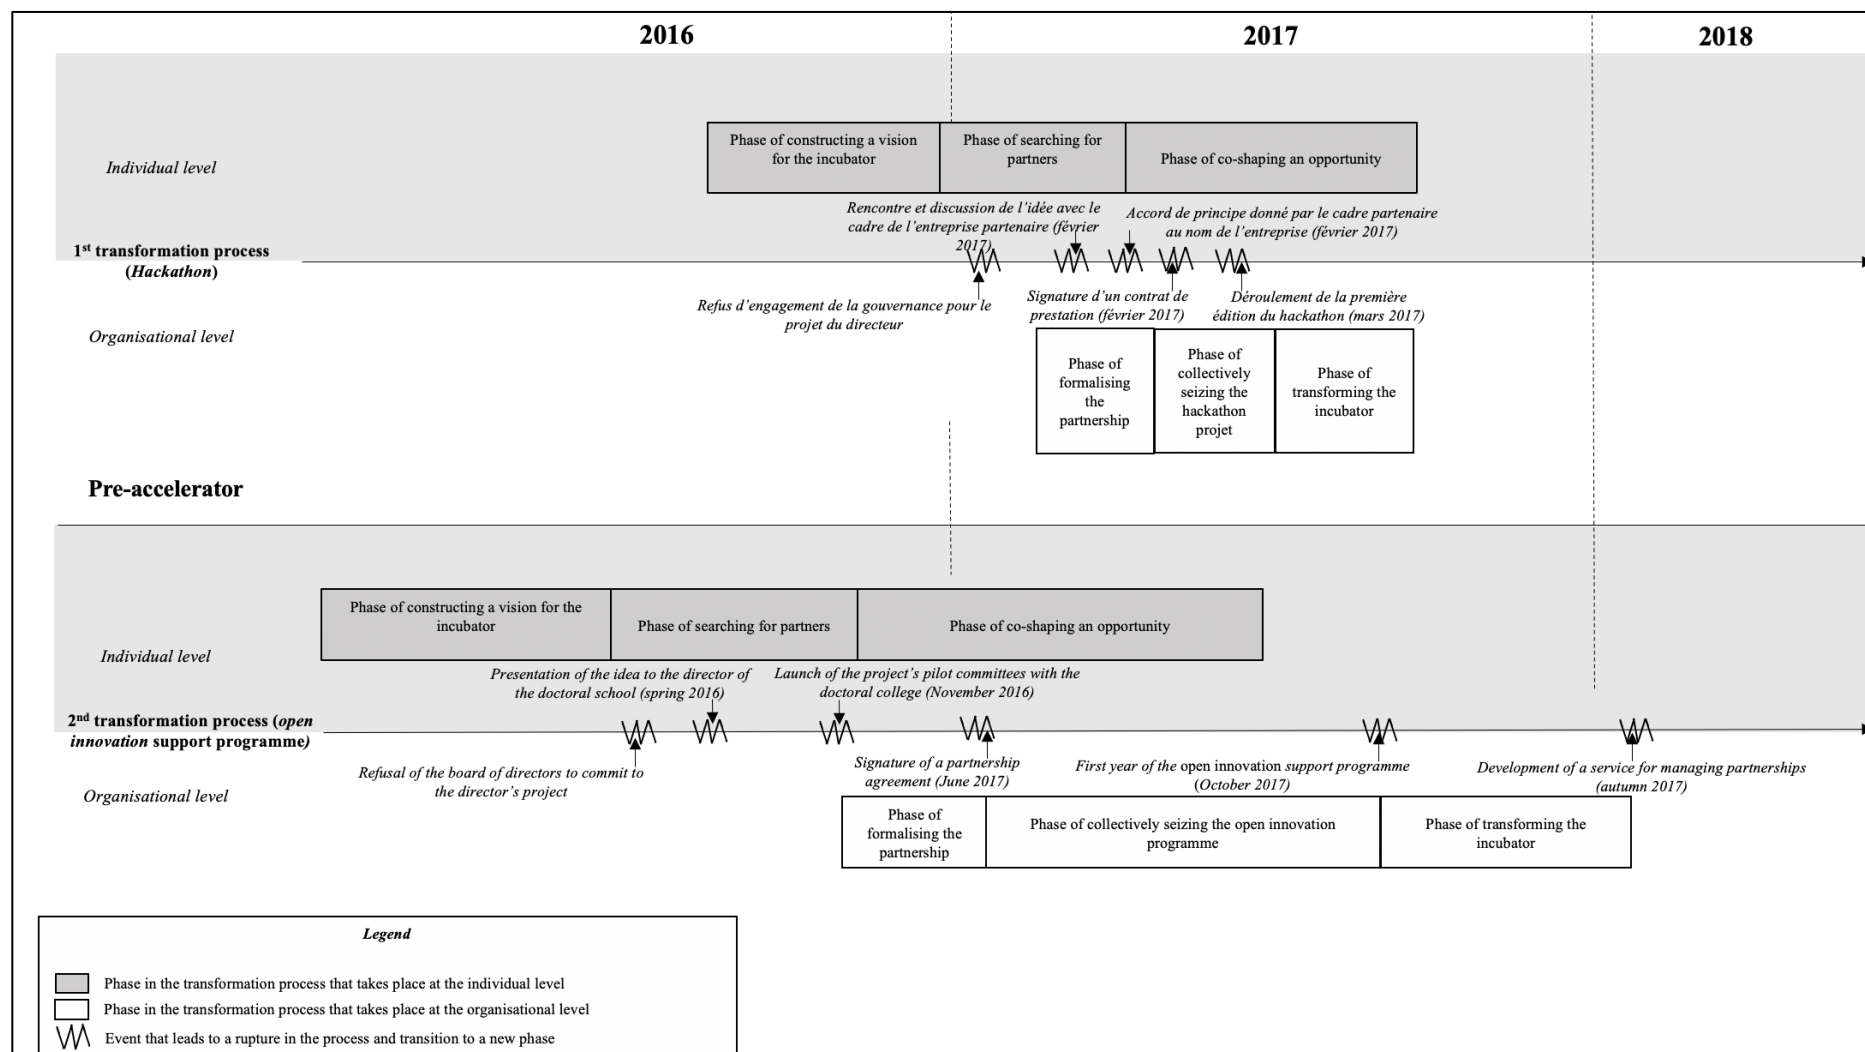 2016
2017
2018
Phase of constructing a vision
for the incubator
Phase of searching for
partners
Phase of co-shaping an opportunity
Individual level
Rencontre et discussion de l’idée avec le
cadre de l’entreprise partenaire (février
2017)
Accord de principe donné par le cadre partenaire
au nom de l’entreprise (février 2017)
1st transformation process
(Hackathon)
Refus d’engagement de la gouvernance pour le
projet du directeur
Signature d’un contrat de
prestation (février 2017)
Déroulement de la première
édition du hackathon (mars 2017)
Organisational level
Phase of
formalising
the
partnership
Phase of
collectively
seizing the
hackathon
projet
Phase of
transforming the
incubator
Pre-accelerator
Phase of constructing a vision for the
incubator
Phase of searching for partners
Phase of co-shaping an opportunity
Individual level
Presentation of the idea to the director of
the doctoral school (spring 2016)
Launch of the project’s pilot committees with the
doctoral college (November 2016)
2nd transformation process (open
innovation support programme)
Refusal of the board of directors to commit to
the director’s project
Signature of a partnership
agreement (June 2017)
First year of the open innovation support programme
(October 2017)
Development of a service for managing partnerships
(autumn 2017)
Organisational level
Phase of
formalising the
partnership
Phase of collectively seizing the open innovation
programme
Phase of transforming the
incubator
Legend
Phase in the transformation process that takes place at the individual level
Phase in the transformation process that takes place at the organisational level
Event that leads to a rupture in the process and transition to a new phase